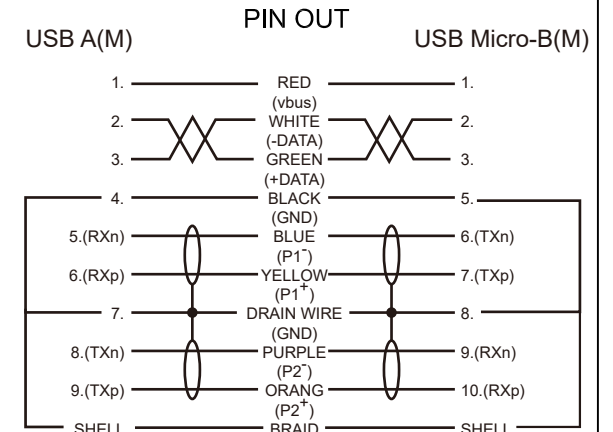 PIN OUT
USB A(M) USB Micro-B(M)
1. RED 1.
(vbus)
2. WHITE 2.
(-DATA)
3. GREEN 3.
(+DATA)
4. BLACK 5.
(GND)
5.(RXn) BLUE 6.(TXn)
(P1⁻)
6.(RXp) YELLOW 7.(TXp)
(P1⁺)
7. DRAIN WIRE 8.
(GND)
8.(TXn) PURPLE 9.(RXn)
(P2⁻)
9.(TXp) ORANG 10.(RXp)
(P2⁺)
SHELL BRAID SHELL